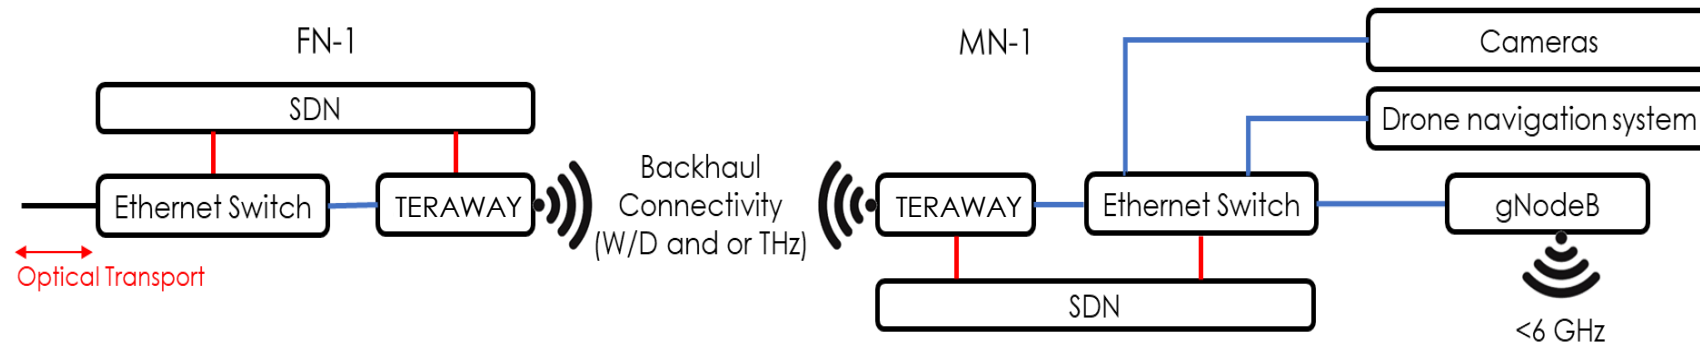 FN-1
MN-1
Cameras
SDN
Drone navigation system
Ethernet Switch
TERAWAY
Backhaul
Connectivity
(W/D and or THz)
TERAWAY
Ethernet Switch
gNodeB
Optical Transport
SDN
<6 GHz